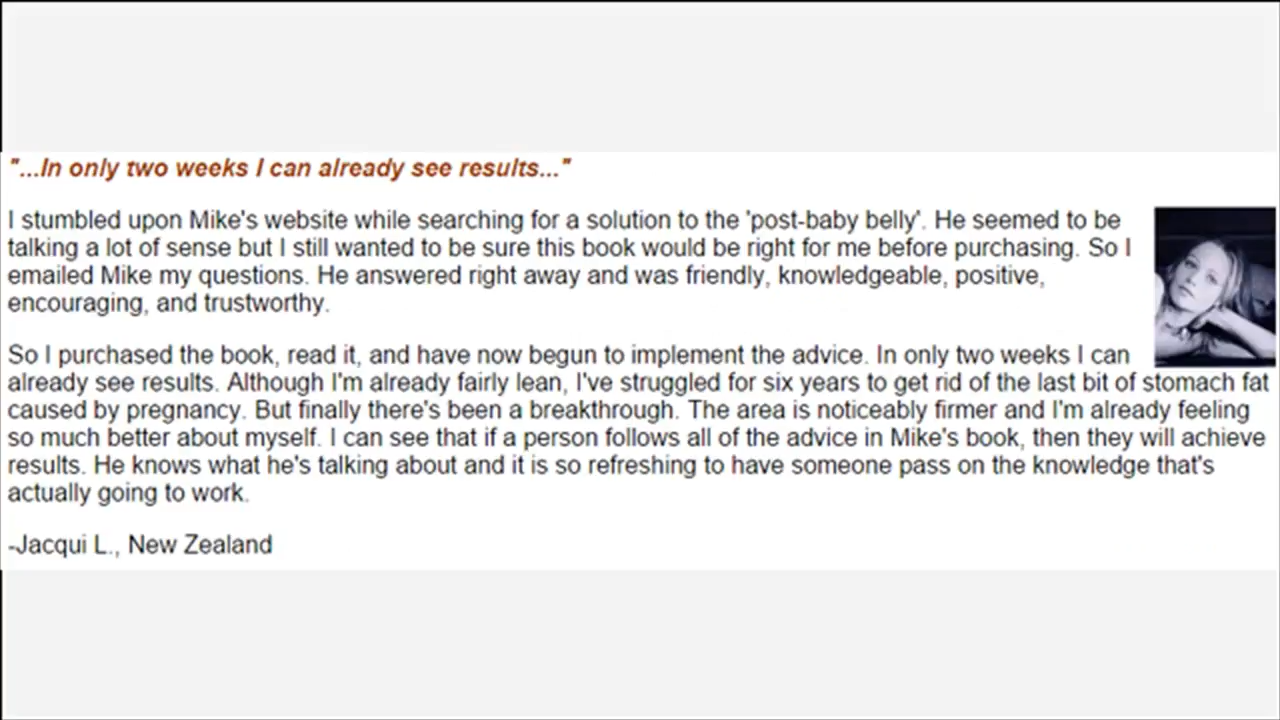 "...In only two weeks I can already see results..."
I stumbled upon Mike's website while searching for a solution to the 'post-baby belly'. He seemed to be
talking a lot of sense but I still wanted to be sure this book would be right for me before purchasing. So I
emailed Mike my questions. He answered right away and was friendly, knowledgeable, positive,
encouraging, and trustworthy.
So I purchased the book, read it, and have now begun to implement the advice. In only two weeks I can
already see results. Although I'm already fairly lean, I've struggled for six years to get rid of the last bit of stomach fat
caused by pregnancy. But finally there's been a breakthrough. The area is noticeably firmer and I'm already feeling
so much better about myself. I can see that if a person follows all of the advice in Mike's book, then they will achieve
results. He knows what he's talking about and it is so refreshing to have someone pass on the knowledge that's
actually going to work.
-Jacqui L., New Zealand